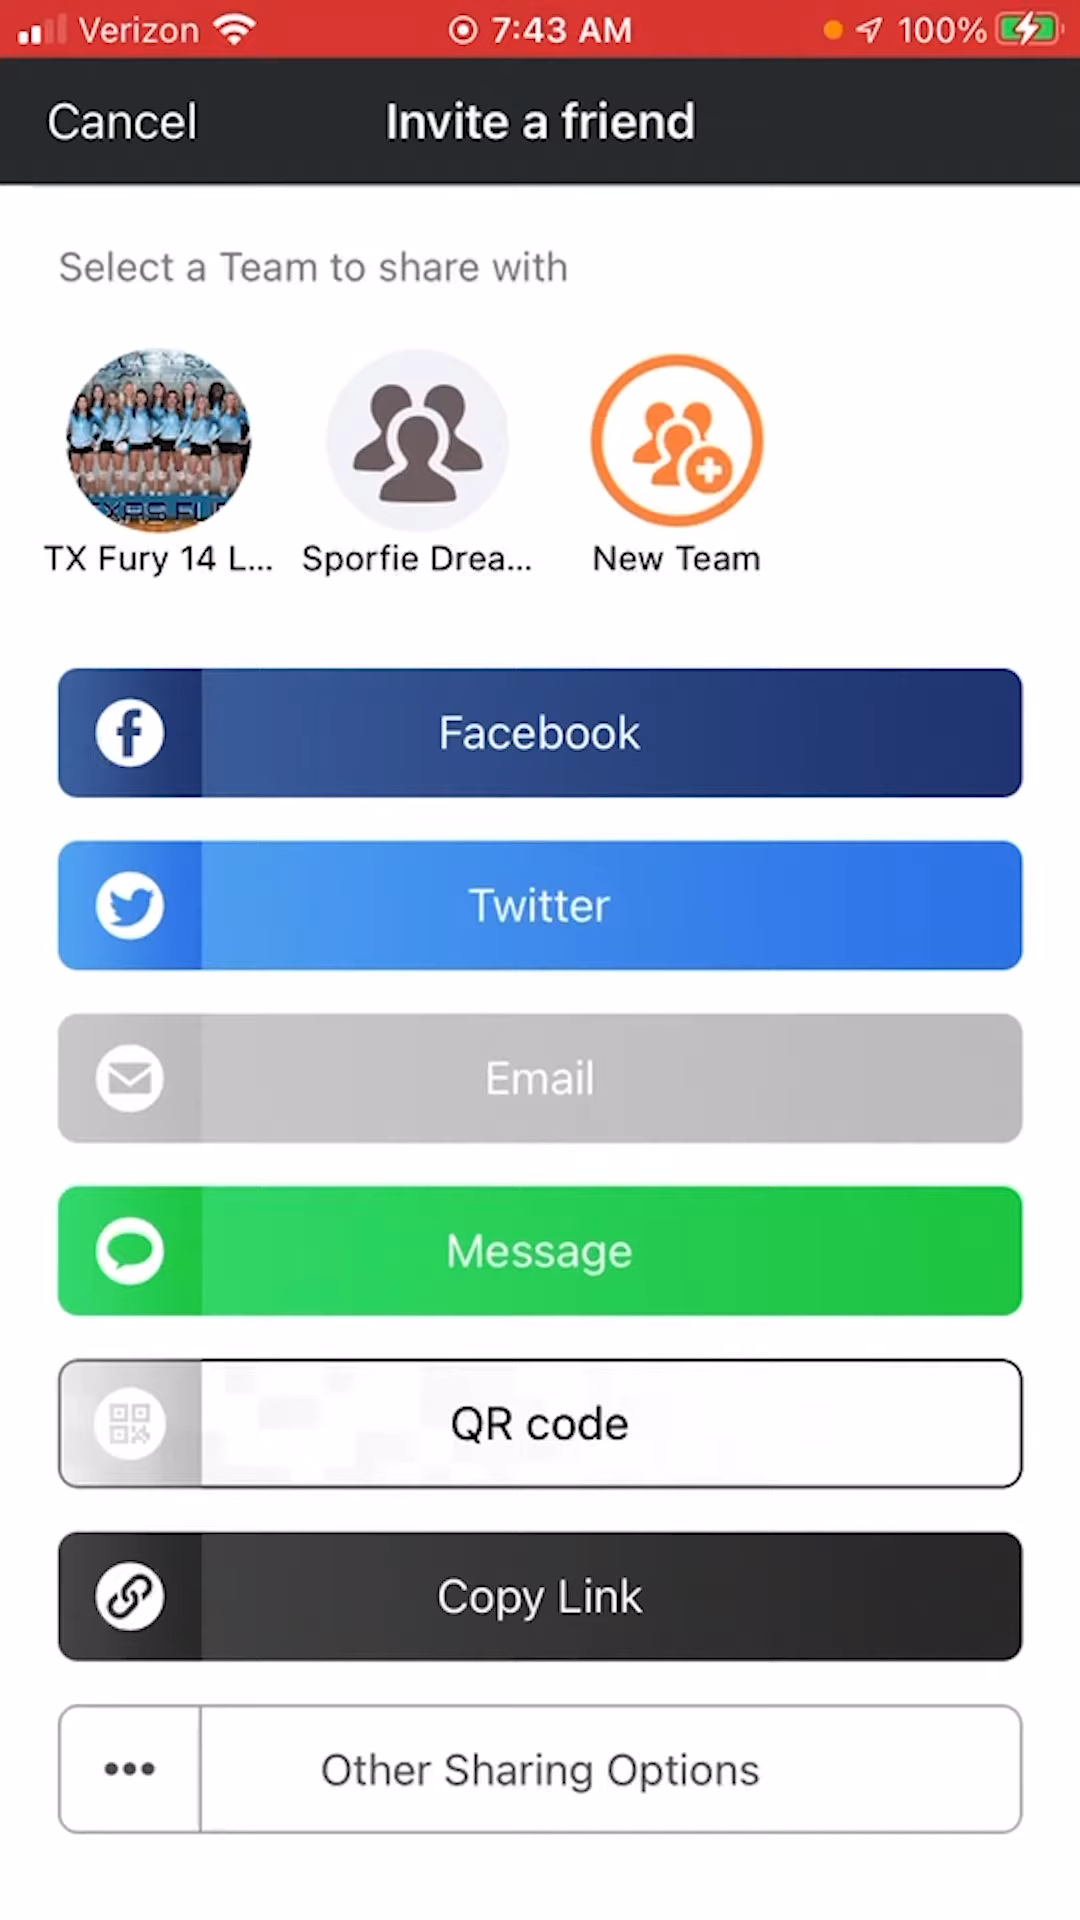 Verizon 7:43 AM 100%
Cancel Invite a friend
Select a Team to share with
TX Fury 14 L... Sporfie Drea... New Team
Facebook
Twitter
Email
Message
QR code
Copy Link
Other Sharing Options